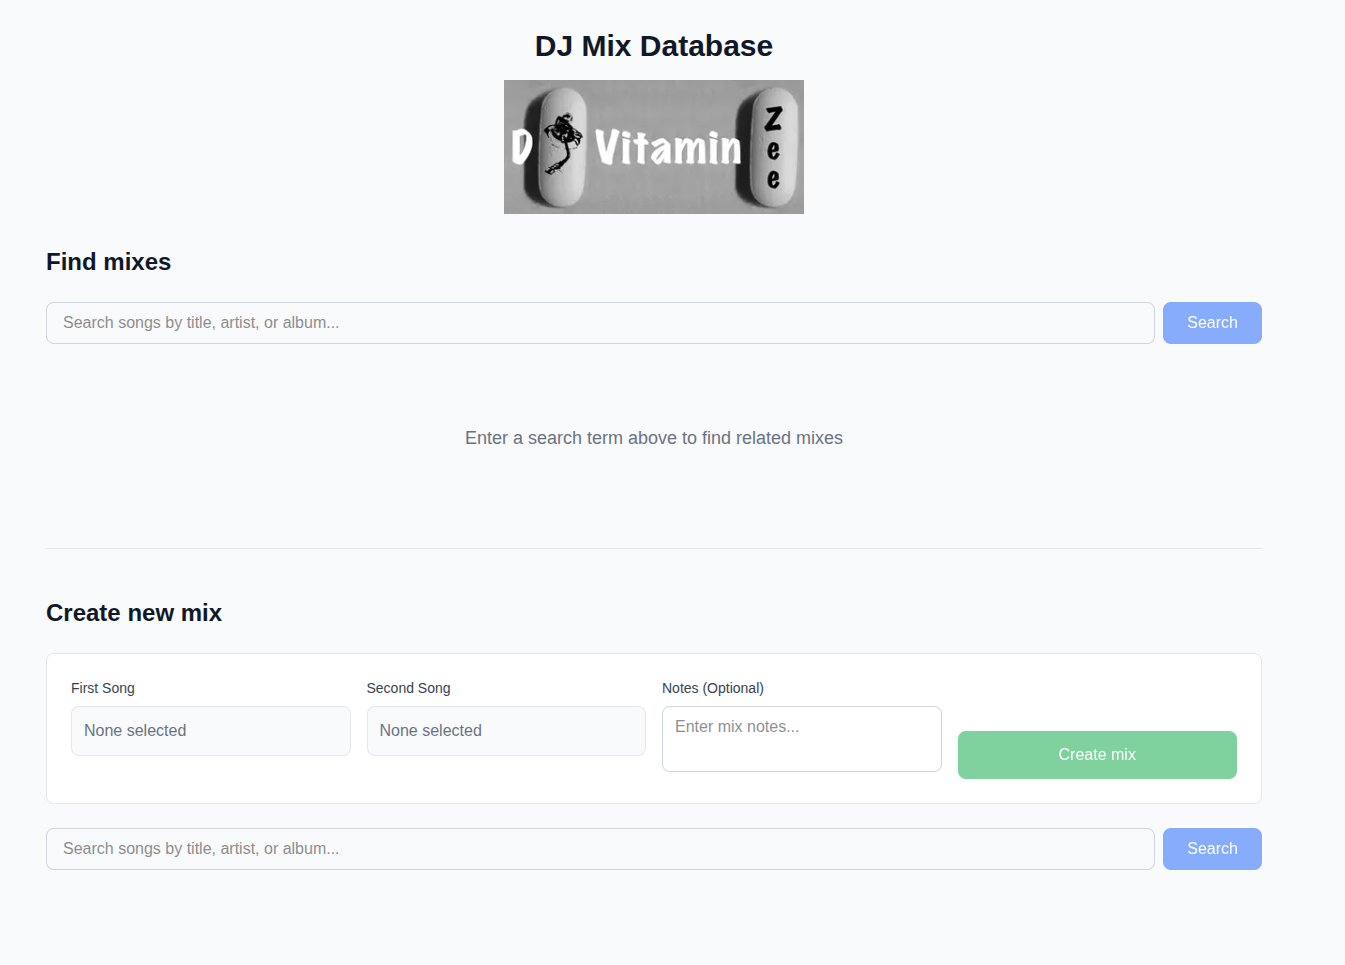 DJ Mix Database
D Vitamin Zee
Find mixes
Search songs by title, artist, or album...
Search
Enter a search term above to find related mixes
Create new mix
First Song
Second Song
Notes (Optional)
None selected
None selected
Enter mix notes...
Create mix
Search songs by title, artist, or album...
Search